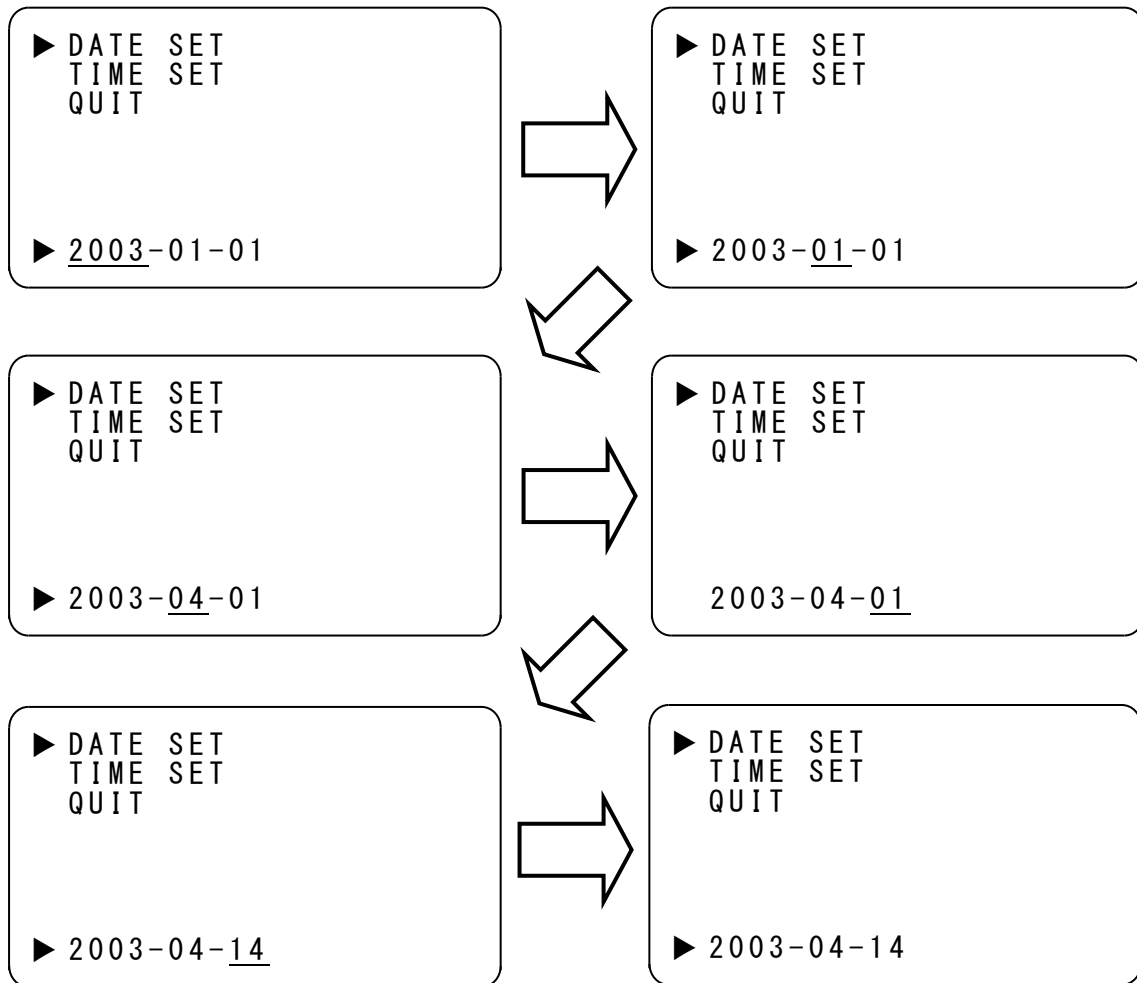 ▶ DATE SET
TIME SET
QUIT
▶ 2003-01-01
▶ DATE SET
TIME SET
QUIT
▶ 2003-01-01
▶ DATE SET
TIME SET
QUIT
▶ 2003-04-01
▶ DATE SET
TIME SET
QUIT
2003-04-01
▶ DATE SET
TIME SET
QUIT
▶ 2003-04-14
▶ DATE SET
TIME SET
QUIT
▶ 2003-04-14